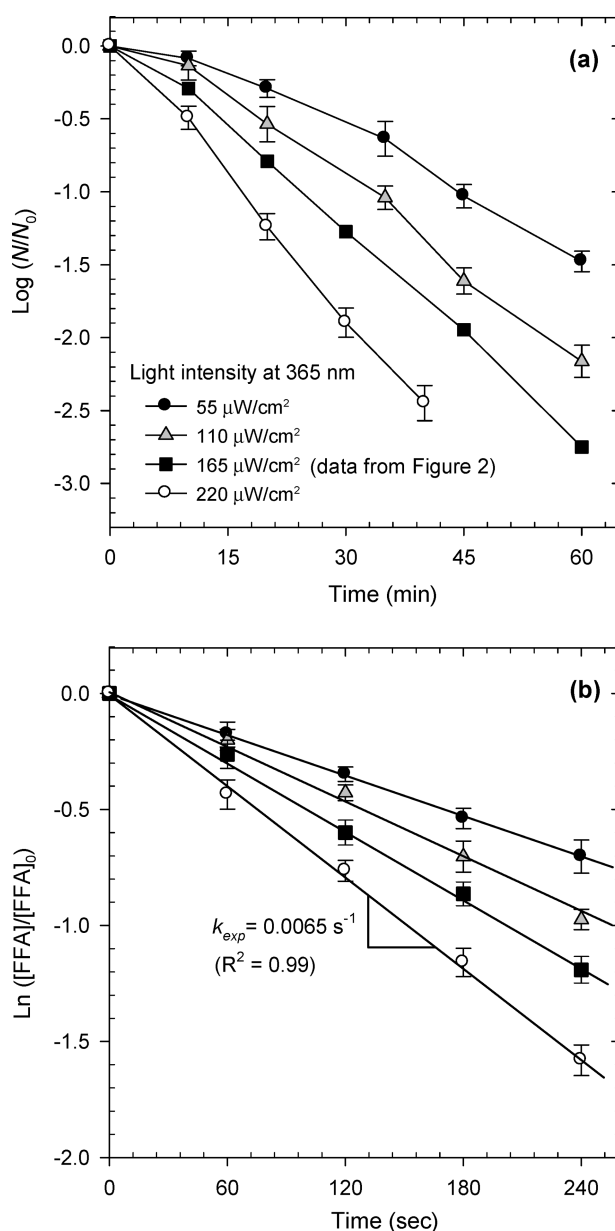 (a)
0.0
-0.5
-1.0
-1.5
-2.0
-2.5
-3.0
Log (N/N₀)
Light intensity at 365 nm
55 μW/cm²
110 μW/cm²
165 μW/cm² (data from Figure 2)
220 μW/cm²
0 15 30 45 60
Time (min)
(b)
0.0
-0.5
-1.0
-1.5
-2.0
Ln ([FFA]/[FFA]₀)
k_exp = 0.0065 s⁻¹
(R² = 0.99)
0 60 120 180 240
Time (sec)